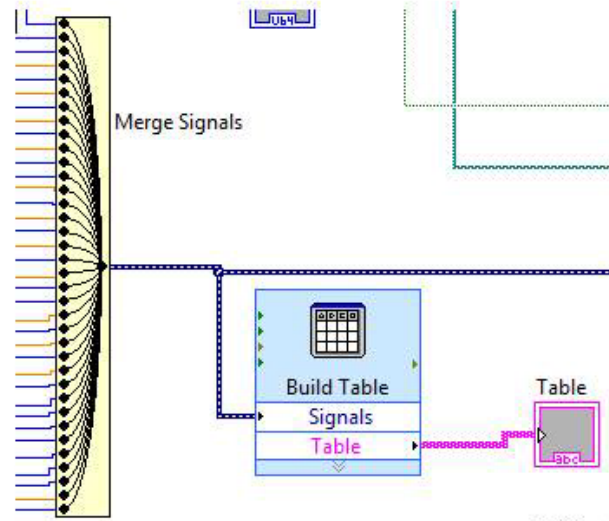 U64
Merge Signals
Build Table
Signals
Table
Table
abc